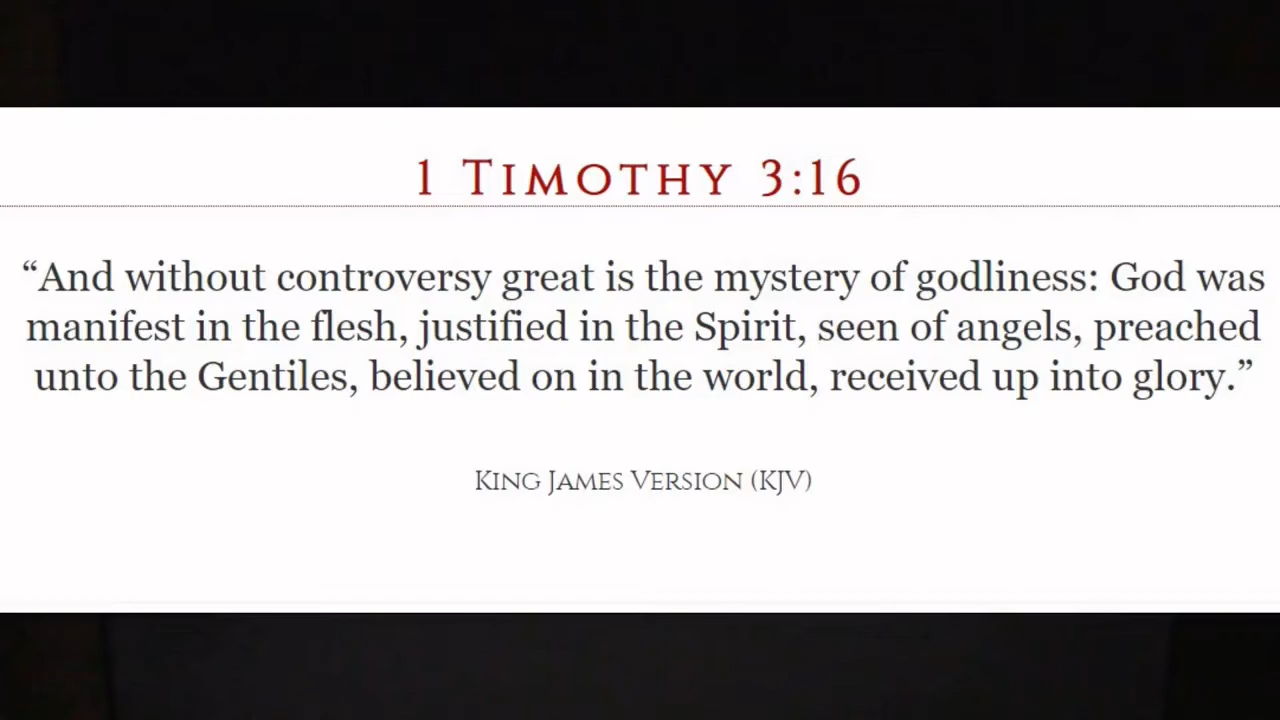 1 Timothy 3:16
“And without controversy great is the mystery of godliness: God was
manifest in the flesh, justified in the Spirit, seen of angels, preached
unto the Gentiles, believed on in the world, received up into glory.”
King James Version (KJV)